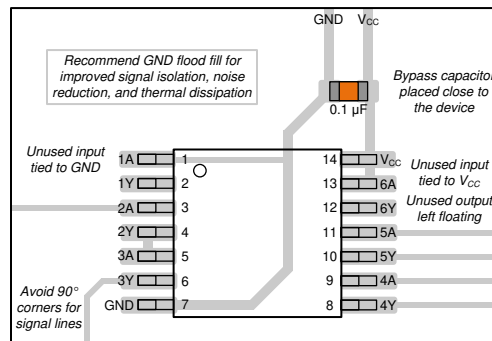 GND VCC
Recommend GND flood fill for
improved signal isolation, noise
reduction, and thermal dissipation
Bypass capacitor
placed close to
the device
0.1 µF
Unused input
tied to GND
1A 1 14 VCC
1Y 2 13 6A
2A 3 12 6Y
2Y 4 11 5A
3A 5 10 5Y
3Y 6 9 4A
GND 7 8 4Y
Unused input
tied to VCC
Unused output
left floating
Avoid 90°
corners for
signal lines